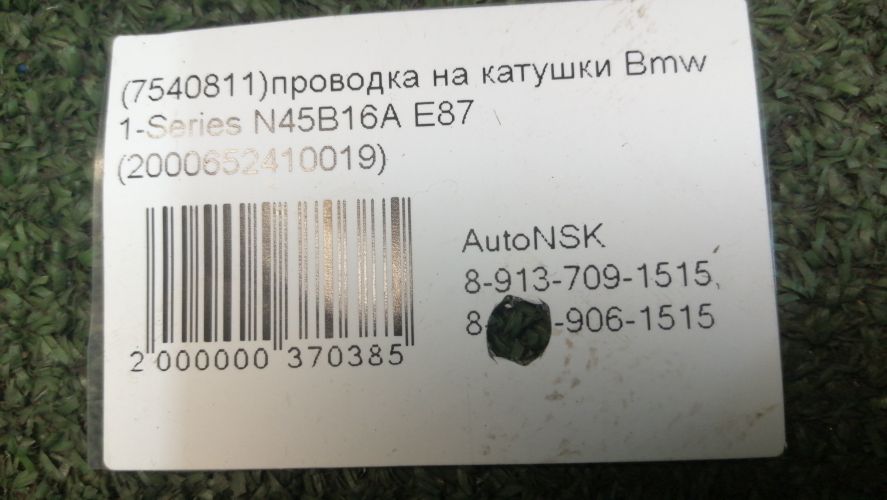 (7540811)проводка на катушки Bmw
1-Series N45B16A E87
(2000652410019)
AutoNSK
8-913-709-1515,
8- -906-1515
2 000000 370385